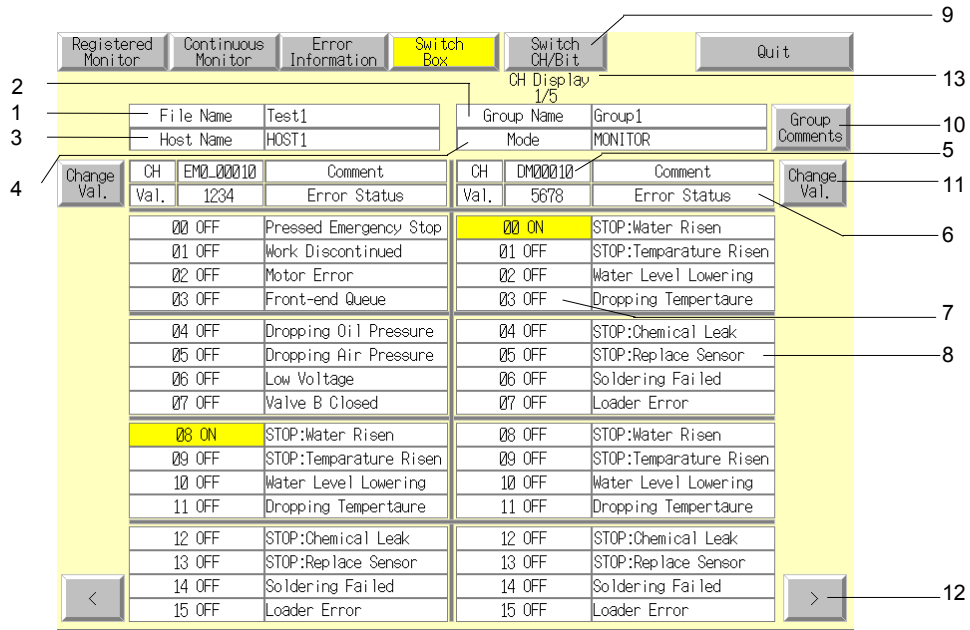 9
Registered Monitor Continuous Monitor Error Information Switch Box Switch CH/Bit Quit
CH Display 13
2 1/5
1 File Name Test1 Group Name Group1
3 Host Name HOST1 Mode MONITOR Group Comments 10
5
4 Change Val. CH EM0_00010 Comment CH DM00010 Comment Change Val. 11
Val. 1234 Error Status Val. 5678 Error Status
00 OFF Pressed Emergency Stop 00 ON STOP:Water Risen 6
01 OFF Work Discontinued 01 OFF STOP:Temparature Risen
02 OFF Motor Error 02 OFF Water Level Lowering
03 OFF Front-end Queue 03 OFF Dropping Tempertaure 7
04 OFF Dropping Oil Pressure 04 OFF STOP:Chemical Leak
05 OFF Dropping Air Pressure 05 OFF STOP:Replace Sensor 8
06 OFF Low Voltage 06 OFF Soldering Failed
07 OFF Valve B Closed 07 OFF Loader Error
08 ON STOP:Water Risen 08 OFF STOP:Water Risen
09 OFF STOP:Temparature Risen 09 OFF STOP:Temparature Risen
10 OFF Water Level Lowering 10 OFF Water Level Lowering
11 OFF Dropping Tempertaure 11 OFF Dropping Tempertaure
12 OFF STOP:Chemical Leak 12 OFF STOP:Chemical Leak
13 OFF STOP:Replace Sensor 13 OFF STOP:Replace Sensor
< 14 OFF Soldering Failed 14 OFF Soldering Failed > 12
15 OFF Loader Error 15 OFF Loader Error